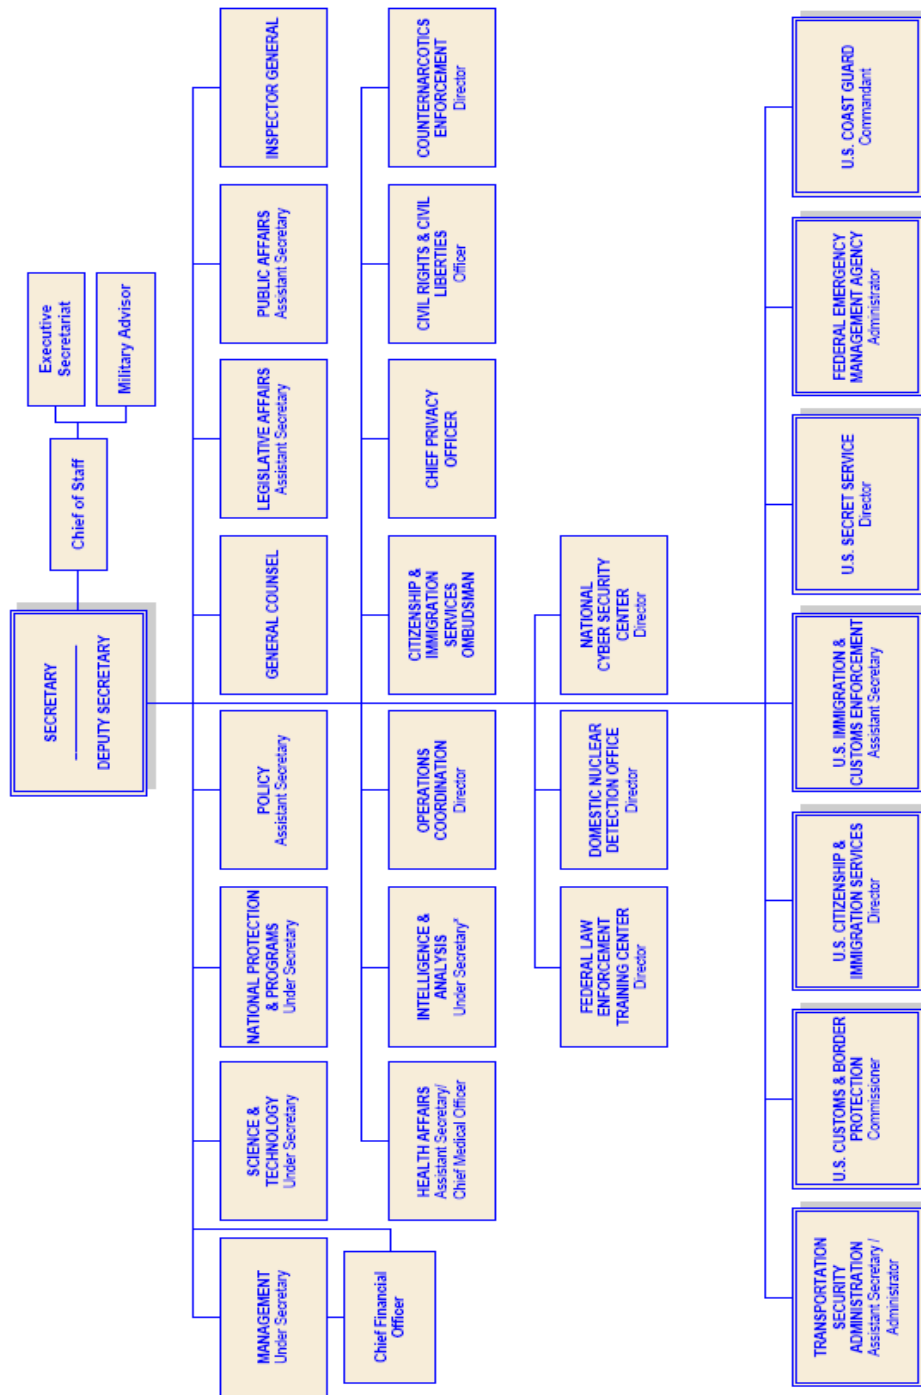 SECRETARY
DEPUTY SECRETARY
Chief of Staff
Executive
Secretariat
Military Advisor
MANAGEMENT
Under Secretary
Chief Financial
Officer
SCIENCE &
TECHNOLOGY
Under Secretary
NATIONAL PROTECTION
& PROGRAMS
Under Secretary
POLICY
Assistant Secretary
GENERAL COUNSEL
LEGISLATIVE AFFAIRS
Assistant Secretary
PUBLIC AFFAIRS
Assistant Secretary
INSPECTOR GENERAL
HEALTH AFFAIRS
Assistant Secretary/
Chief Medical Officer
INTELLIGENCE &
ANALYSIS
Under Secretary*
OPERATIONS
COORDINATION
Director
CITIZENSHIP &
IMMIGRATION
SERVICES
OMBUDSMAN
CHIEF PRIVACY
OFFICER
CIVIL RIGHTS & CIVIL
LIBERTIES
Officer
COUNTERNARCOTICS
ENFORCEMENT
Director
FEDERAL LAW
ENFORCEMENT
TRAINING CENTER
Director
DOMESTIC NUCLEAR
DETECTION OFFICE
Director
NATIONAL
CYBER SECURITY
CENTER
Director
TRANSPORTATION
SECURITY
ADMINISTRATION
Assistant Secretary /
Administrator
U.S. CUSTOMS & BORDER
PROTECTION
Commissioner
U.S. CITIZENSHIP &
IMMIGRATION SERVICES
Director
U.S. IMMIGRATION &
CUSTOMS ENFORCEMENT
Assistant Secretary
U.S. SECRET SERVICE
Director
FEDERAL EMERGENCY
MANAGEMENT AGENCY
Administrator
U.S. COAST GUARD
Commandant